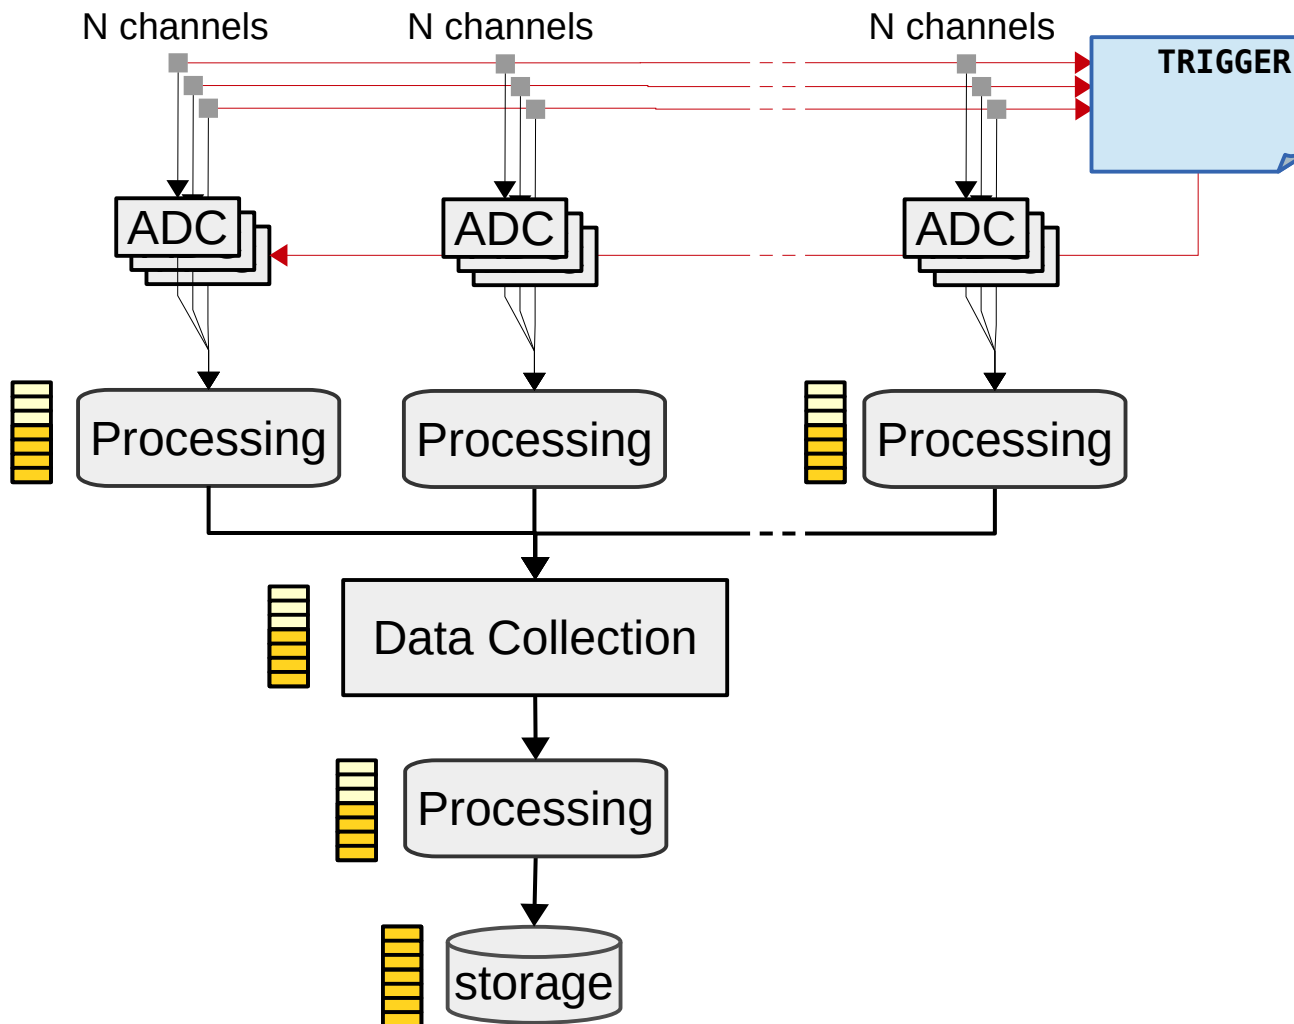 N channels
N channels
N channels
TRIGGER
ADC
ADC
ADC
Processing
Processing
Processing
Data Collection
Processing
storage